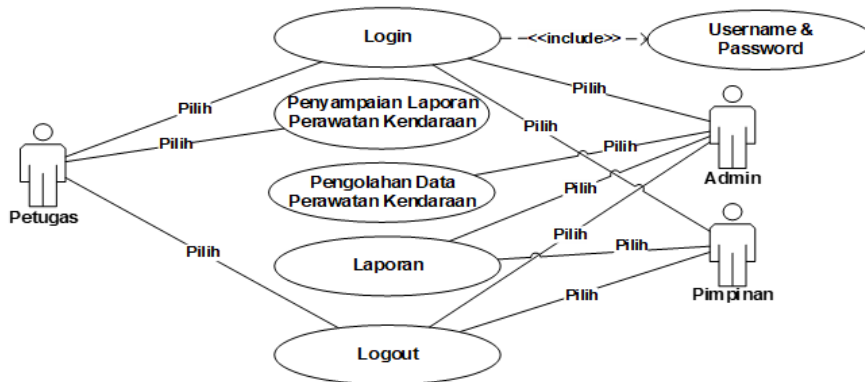 Login
<<include>>
Username &
Password
Pilih
Pilih
Penyampaian Laporan
Perawatan Kendaraan
Pilih
Pilih
Pilih
Petugas
Pengolahan Data
Perawatan Kendaraan
Pilih
Admin
Pilih
Pilih
Laporan
Pilih
Pilih
Pimpinan
Logout